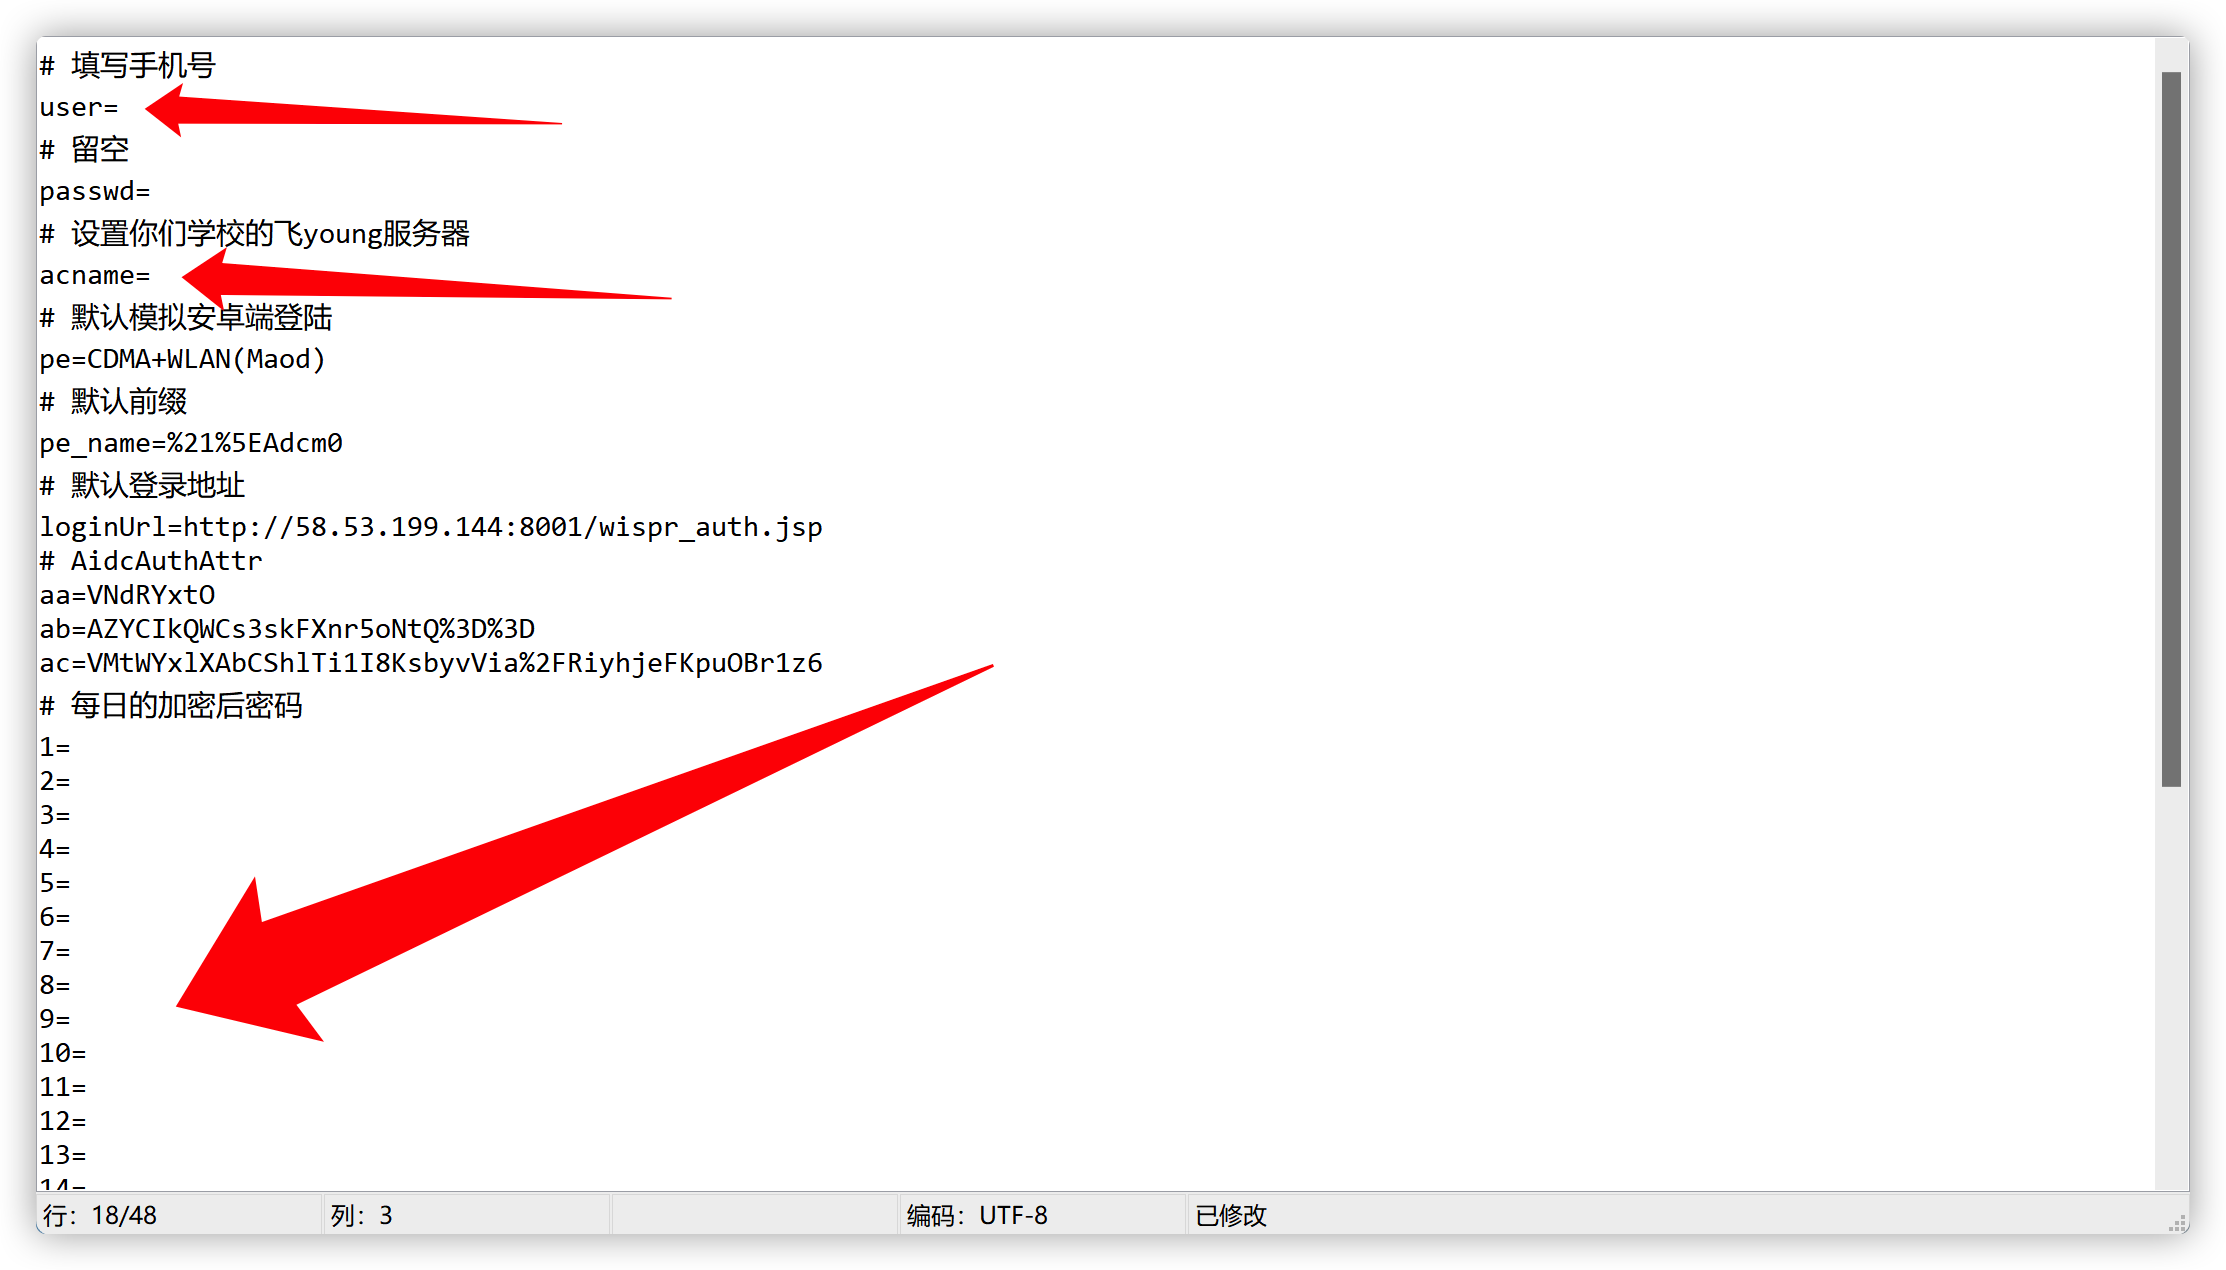 # 填写手机号
user=
# 留空
passwd=
# 设置你们学校的飞young服务器
acname=
# 默认模拟安卓端登陆
pe=CDMA+WLAN(Maod)
# 默认前缀
pe_name=%21%5EAdcm0
# 默认登录地址
loginUrl=http://58.53.199.144:8001/wispr_auth.jsp
# AidcAuthAttr
aa=VNdRYxtO
ab=AZYCIkQWCs3skFXnr5oNtQ%3D%3D
ac=VMtWYxlXAbCShlTi1I8KsbyvVia%2FRiyhjeFKpuOBr1z6
# 每日的加密后密码
1=
2=
3=
4=
5=
6=
7=
8=
9=
10=
11=
12=
13=
14=
行：18/48 列：3 编码：UTF-8 已修改